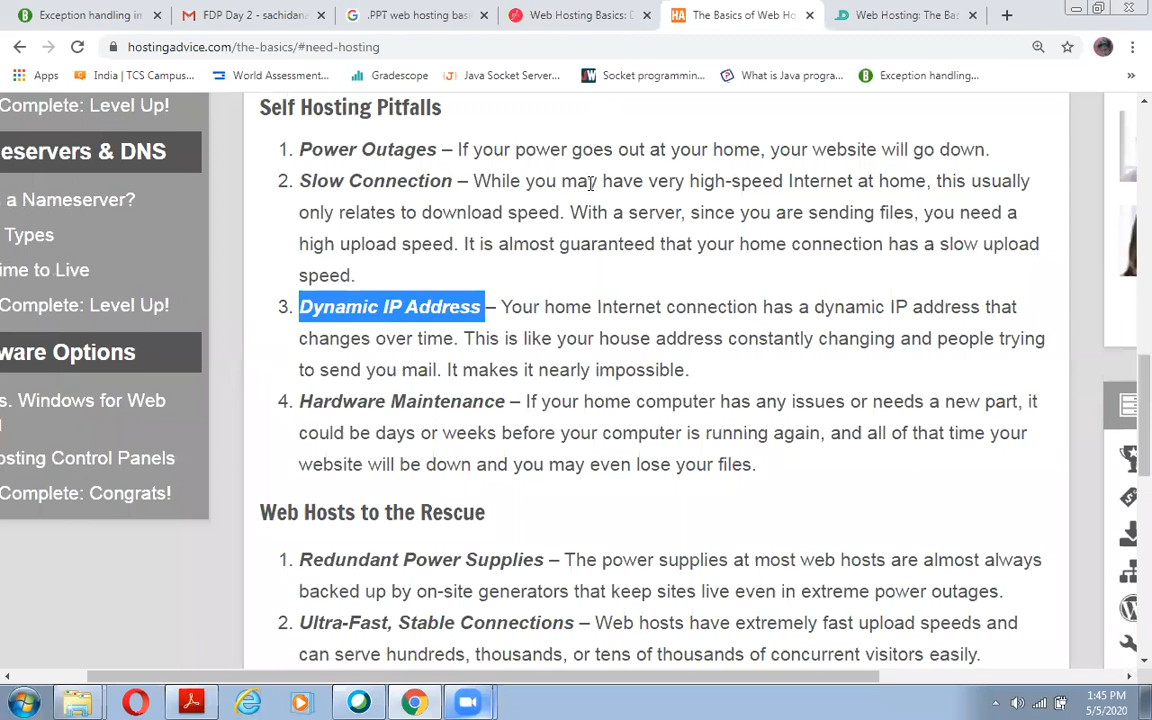 Exception handling in
FDP Day 2 - sachidan
.PPT web hosting bas
Web Hosting Basics: D
The Basics of Web Ho
Web Hosting: The Bas
hostingadvice.com/the-basics/#need-hosting
Apps
India | TCS Campus...
World Assessment...
Gradescope
Java Socket Server...
Socket programmin...
What is Java progra...
Exception handling...
Complete: Level Up!
eservers & DNS
s a Nameserver?
Types
ime to Live
Complete: Level Up!
ware Options
s. Windows for Web
osting Control Panels
Complete: Congrats!
Self Hosting Pitfalls
1. Power Outages – If your power goes out at your home, your website will go down.
2. Slow Connection – While you may have very high-speed Internet at home, this usually
only relates to download speed. With a server, since you are sending files, you need a
high upload speed. It is almost guaranteed that your home connection has a slow upload
speed.
3. Dynamic IP Address – Your home Internet connection has a dynamic IP address that
changes over time. This is like your house address constantly changing and people trying
to send you mail. It makes it nearly impossible.
4. Hardware Maintenance – If your home computer has any issues or needs a new part, it
could be days or weeks before your computer is running again, and all of that time your
website will be down and you may even lose your files.
Web Hosts to the Rescue
1. Redundant Power Supplies – The power supplies at most web hosts are almost always
backed up by on-site generators that keep sites live even in extreme power outages.
2. Ultra-Fast, Stable Connections – Web hosts have extremely fast upload speeds and
can serve hundreds, thousands, or tens of thousands of concurrent visitors easily.
1:45 PM
5/5/2020